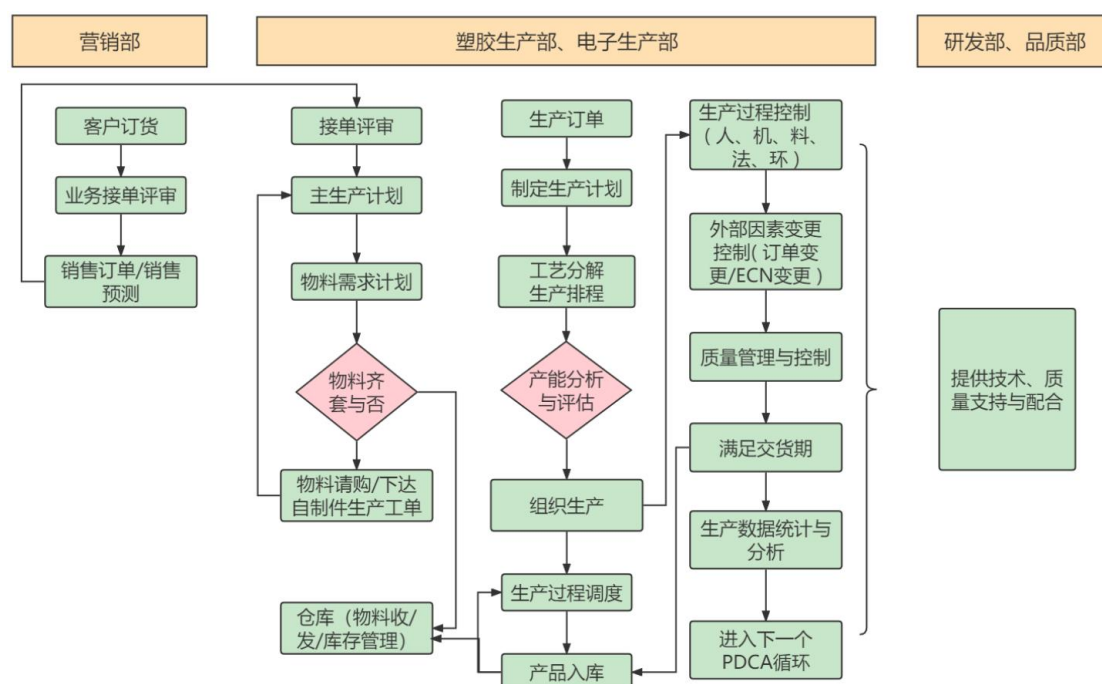 营销部
塑胶生产部、电子生产部
研发部、品质部
客户订货
业务接单评审
销售订单/销售
预测
接单评审
主生产计划
物料需求计划
物料齐
套与否
物料请购/下达
自制件生产工单
仓库（物料收/
发/库存管理）
生产订单
制定生产计划
工艺分解
生产排程
产能分析
与评估
组织生产
生产过程调度
产品入库
生产过程控制
（人、机、料、
法、环）
外部因素变更
控制（订单变
更/ECN变更）
质量管理与控制
满足交货期
生产数据统计与
分析
进入下一个
PDCA循环
提供技术、质
量支持与配合